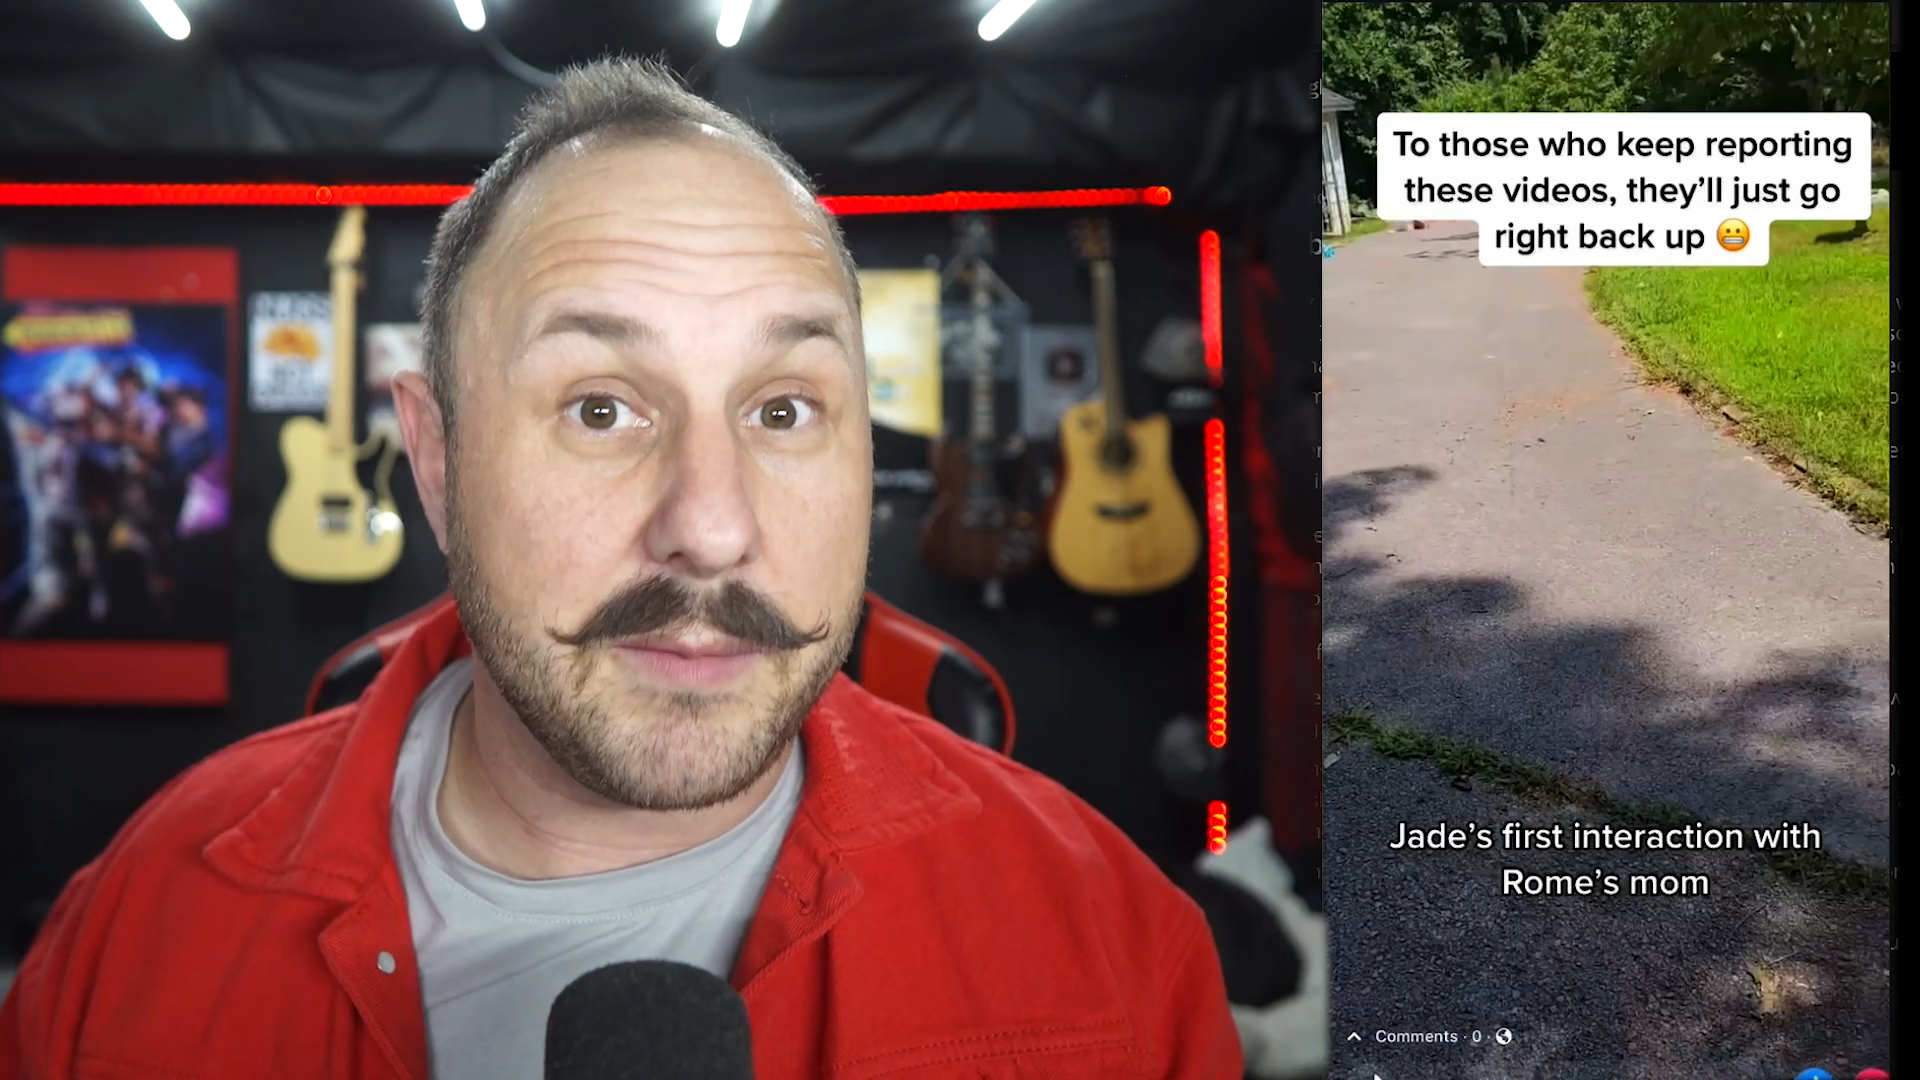 To those who keep reporting
these videos, they’ll just go
right back up 😬
Jade’s first interaction with
Rome’s mom
Comments · 0 ·